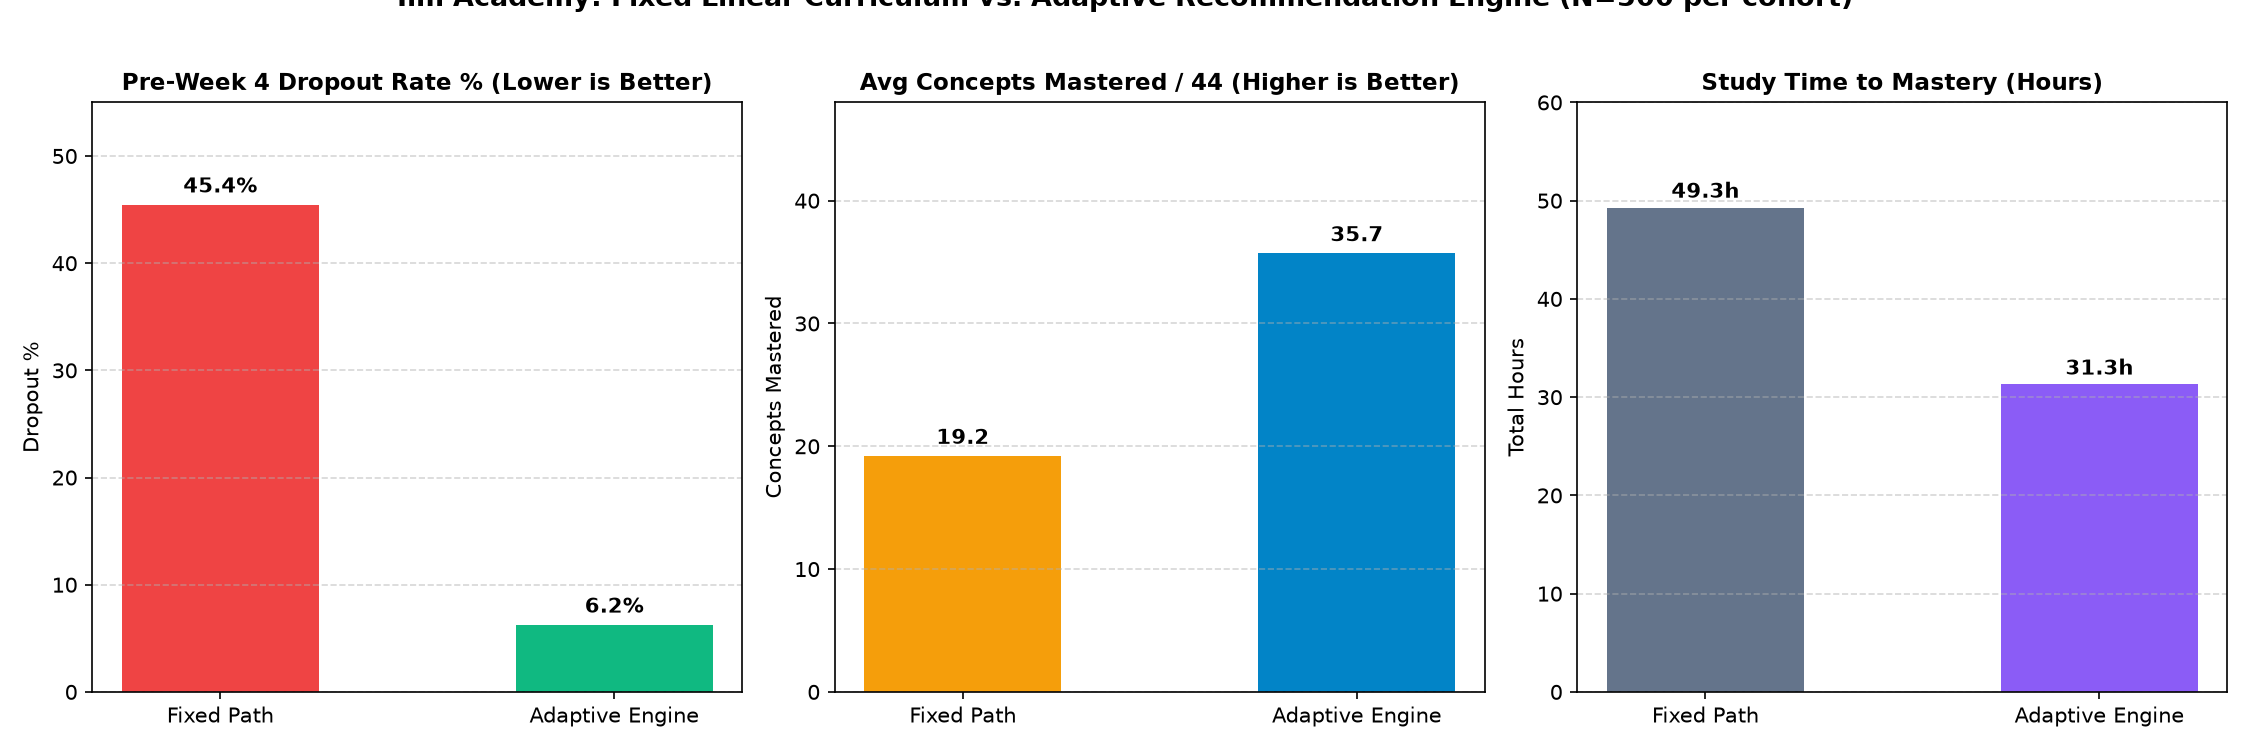 Academy: Fixed Linear Curriculum vs. Adaptive Recommendation Engine (N=500 per cohort)
Pre-Week 4 Dropout Rate % (Lower is Better)
Dropout %
50
40
30
20
10
0
45.4%
6.2%
Fixed Path
Adaptive Engine
Avg Concepts Mastered / 44 (Higher is Better)
Concepts Mastered
40
30
20
10
0
19.2
35.7
Fixed Path
Adaptive Engine
Study Time to Mastery (Hours)
Total Hours
60
50
40
30
20
10
0
49.3h
31.3h
Fixed Path
Adaptive Engine